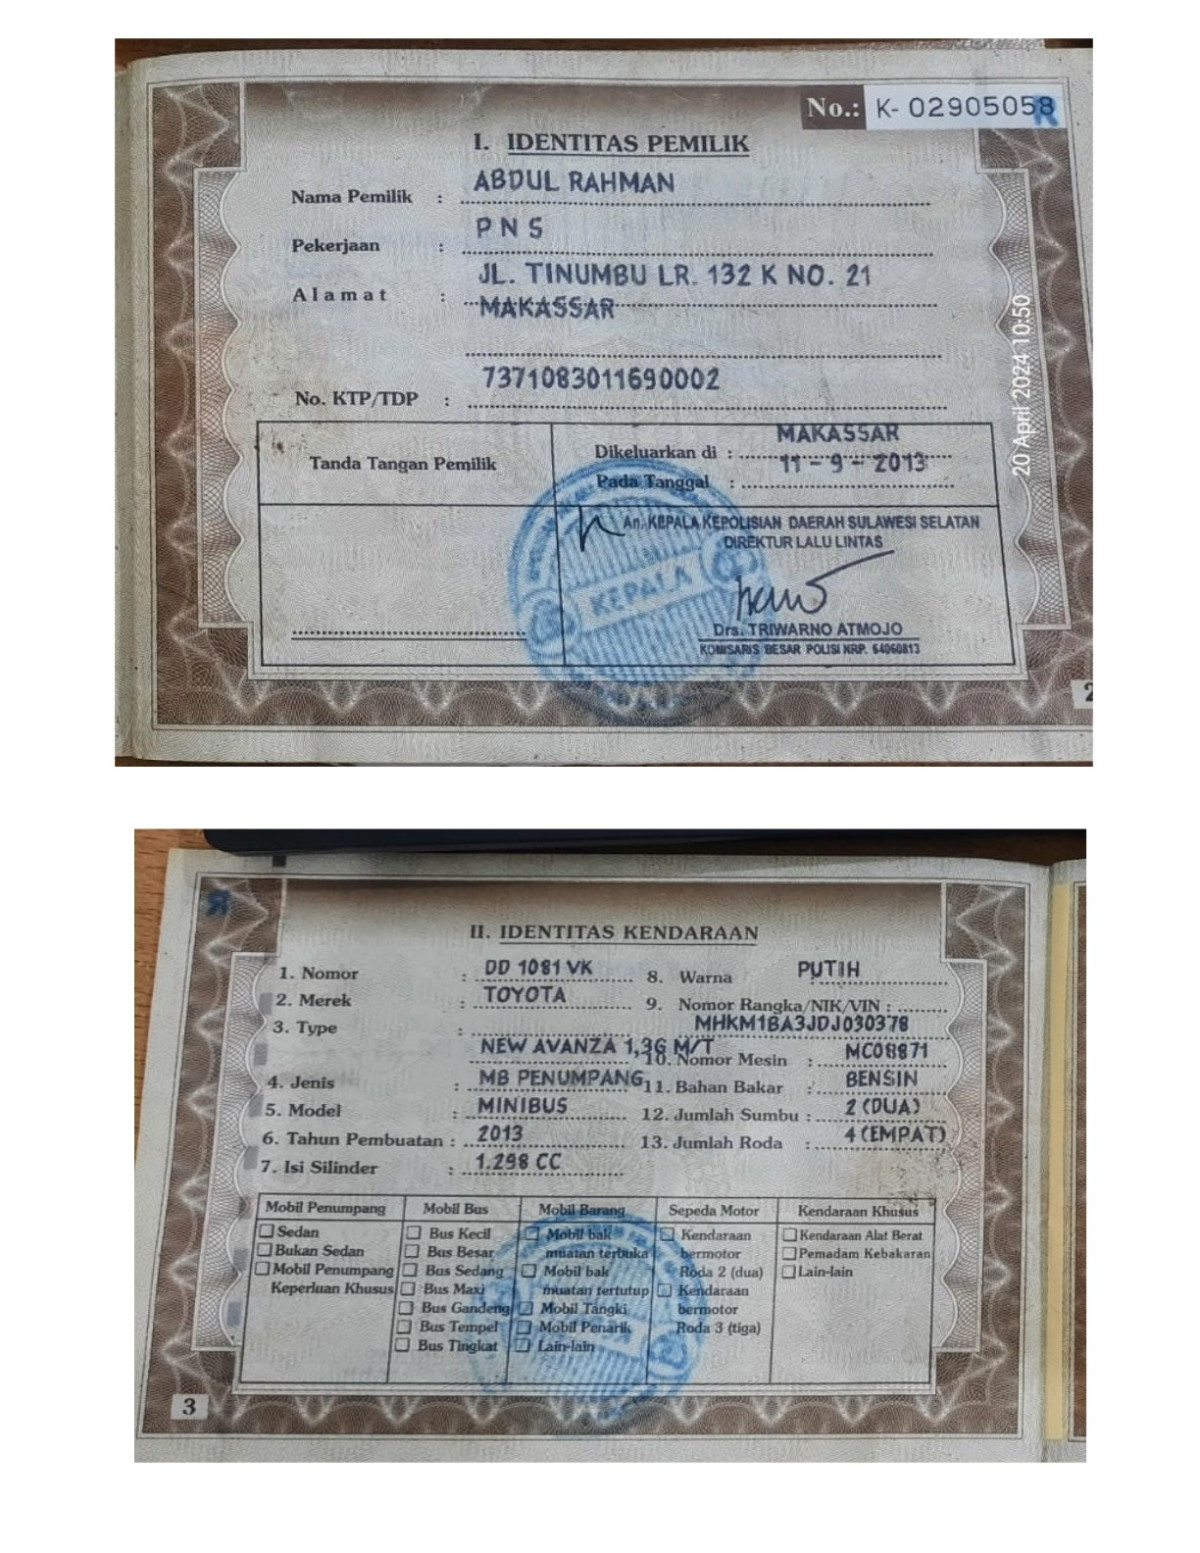 No.: K- 02905058
I. IDENTITAS PEMILIK
Nama Pemilik : ABDUL RAHMAN
Pekerjaan : PNS
Alamat : JL. TINUMBU LR. 132 K NO. 21
MAKASSAR
No. KTP/TDP : 7371083011690002
Tanda Tangan Pemilik
Dikeluarkan di : MAKASSAR
Pada Tanggal : 11 - 9 - 2013
An. KEPALA KEPOLISIAN DAERAH SULAWESI SELATAN
DIREKTUR LALU LINTAS
KEPALA
Drs. TRIWARNO ATMOJO
KOMISARIS BESAR POLISI NRP. 64060813
20 April 2024 10:50
2
II. IDENTITAS KENDARAAN
1. Nomor : DD 1081 VK
2. Merek : TOYOTA
3. Type :
NEW AVANZA 1,3G M/T
4. Jenis : MB PENUMPANG
5. Model : MINIBUS
6. Tahun Pembuatan : 2013
7. Isi Silinder : 1.298 CC
8. Warna PUTIH
9. Nomor Rangka/NIK/VIN :
MHKM1BA3JDJ030378
10. Nomor Mesin : MC08871
11. Bahan Bakar : BENSIN
12. Jumlah Sumbu : 2 (DUA)
13. Jumlah Roda : 4 (EMPAT)
Mobil Penumpang
Sedan
Bukan Sedan
Mobil Penumpang
Keperluan Khusus
Mobil Bus
Bus Kecil
Bus Besar
Bus Sedang
Bus Maxi
Bus Gandeng
Bus Tempel
Bus Tingkat
Mobil Barang
Mobil bak
muatan terbuka
Mobil bak
muatan tertutup
Mobil Tangki
Mobil Penarik
Lain-lain
Sepeda Motor
Kendaraan
bermotor
Roda 2 (dua)
Kendaraan
bermotor
Roda 3 (tiga)
Kendaraan Khusus
Kendaraan Alat Berat
Pemadam Kebakaran
Lain-lain
3